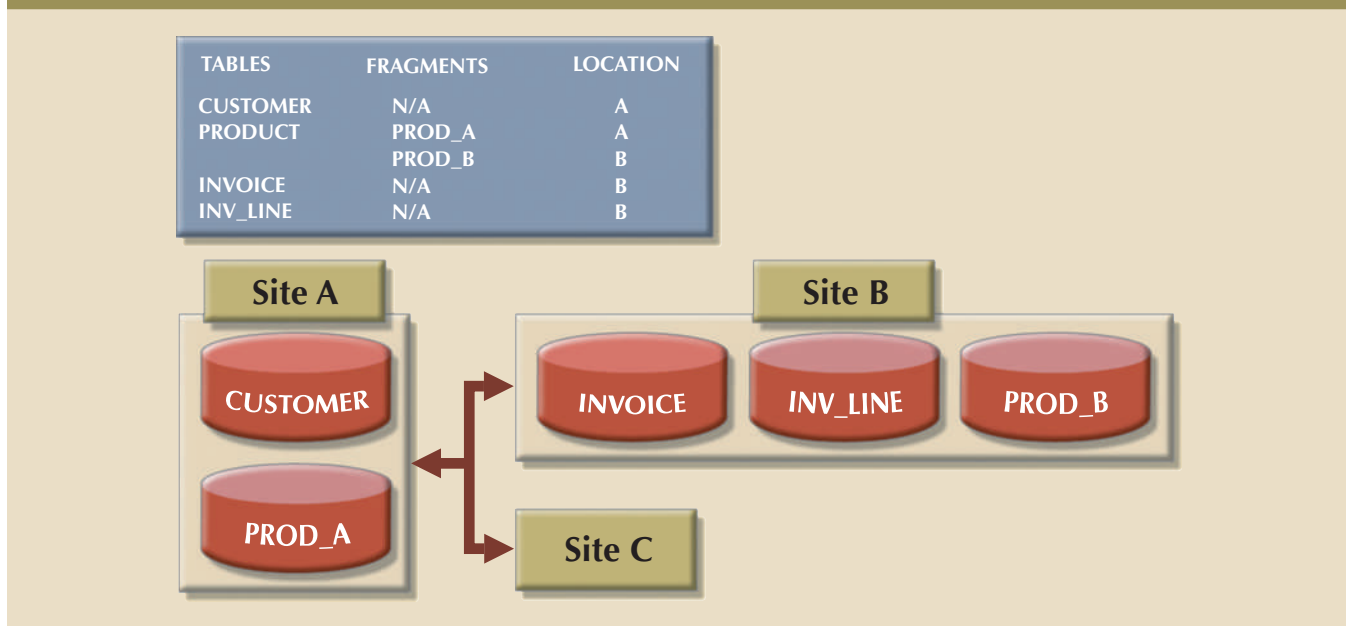 TABLES FRAGMENTS LOCATION
CUSTOMER N/A A
PRODUCT PROD_A A
PROD_B B
INVOICE N/A B
INV_LINE N/A B
Site A
Site B
CUSTOMER
INVOICE
INV_LINE
PROD_B
PROD_A
Site C